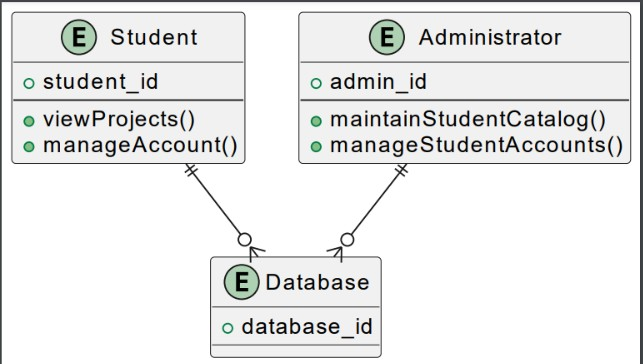 E Student
student_id
viewProjects()
manageAccount()
E Administrator
admin_id
maintainStudentCatalog()
manageStudentAccounts()
E Database
database_id